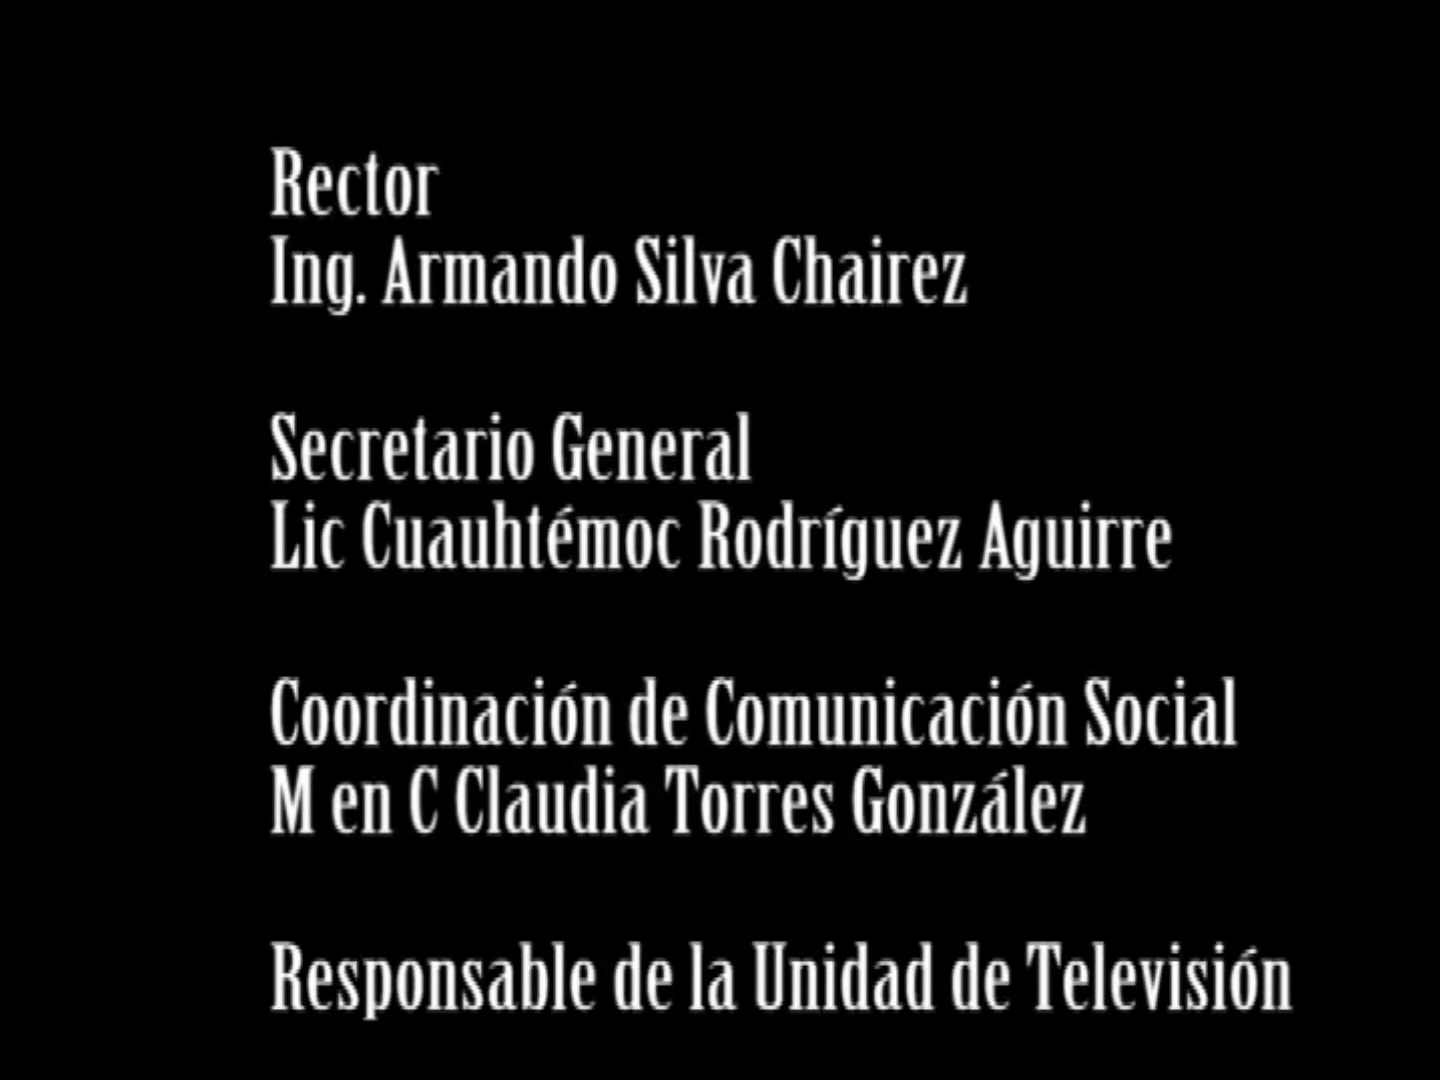 Rector
Ing. Armando Silva Chairez
Secretario General
Lic Cuauhtémoc Rodríguez Aguirre
Coordinación de Comunicación Social
M en C Claudia Torres González
Responsable de la Unidad de Televisión